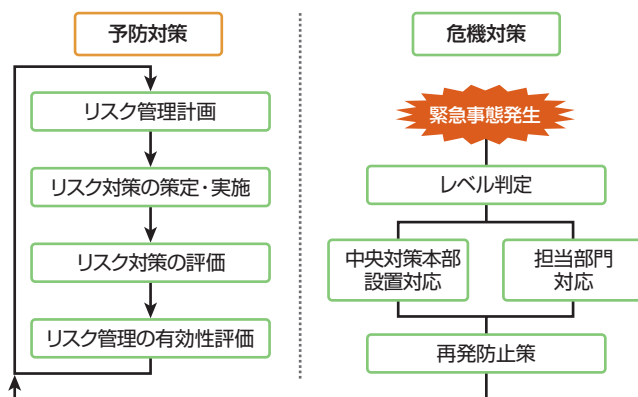 予防対策
リスク管理計画
リスク対策の策定・実施
リスク対策の評価
リスク管理の有効性評価
危機対策
緊急事態発生
レベル判定
中央対策本部
設置対応
担当部門
対応
再発防止策